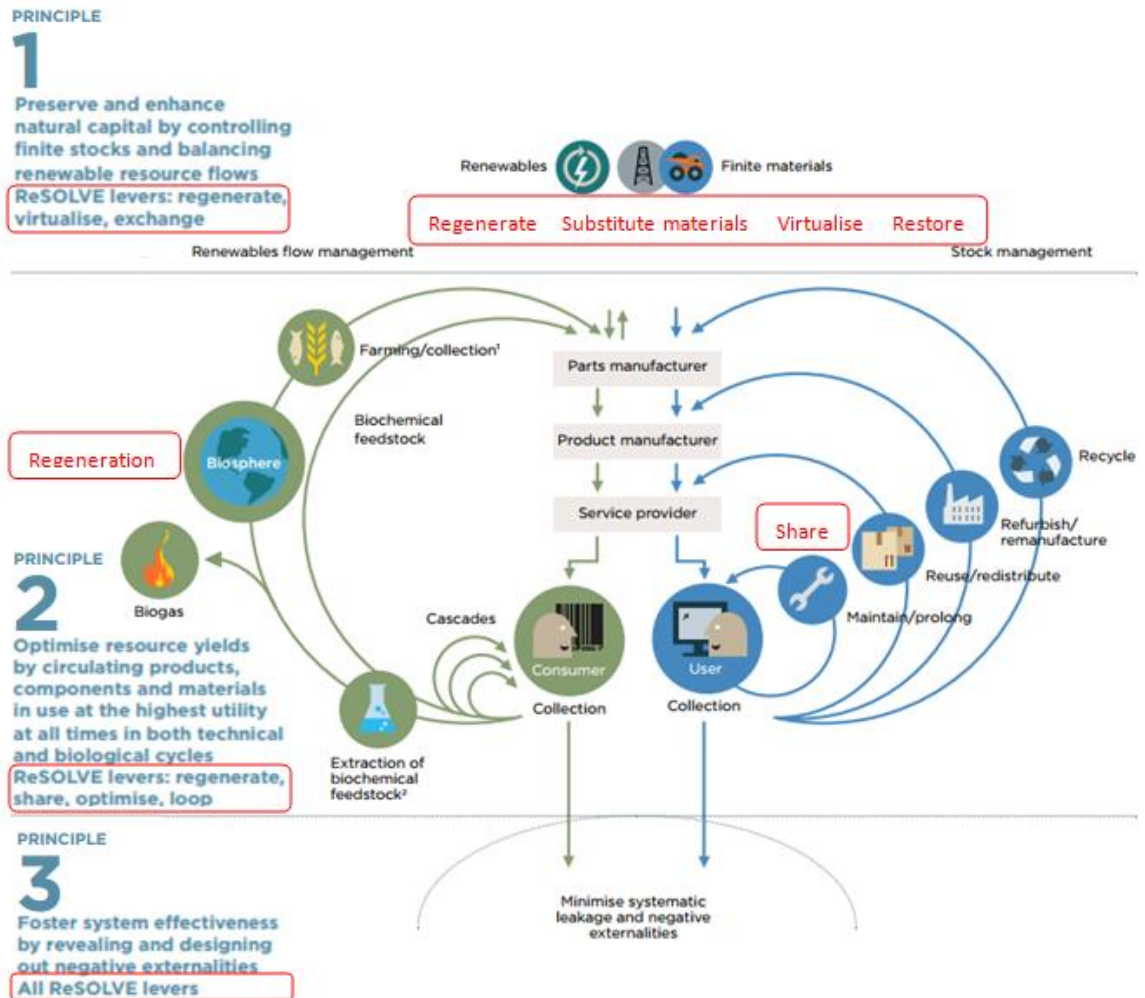 PRINCIPLE
1
Preserve and enhance
natural capital by controlling
finite stocks and balancing
renewable resource flows
ReSOLVE levers: regenerate,
virtualise, exchange
Renewables
Finite materials
Regenerate Substitute materials Virtualise Restore
Renewables flow management
Stock management
Farming/collection¹
Parts manufacturer
Biochemical
feedstock
Product manufacturer
Regeneration
Biosphere
Recycle
Service provider
Share
Refurbish/
remanufacture
Reuse/redistribute
Biogas
Maintain/prolong
Cascades
Consumer
User
Collection
Collection
Extraction of
biochemical
feedstock²
PRINCIPLE
2
Optimise resource yields
by circulating products,
components and materials
in use at the highest utility
at all times in both technical
and biological cycles
ReSOLVE levers: regenerate,
share, optimise, loop
PRINCIPLE
3
Foster system effectiveness
by revealing and designing
out negative externalities
All ReSOLVE levers
Minimise systematic
leakage and negative
externalities